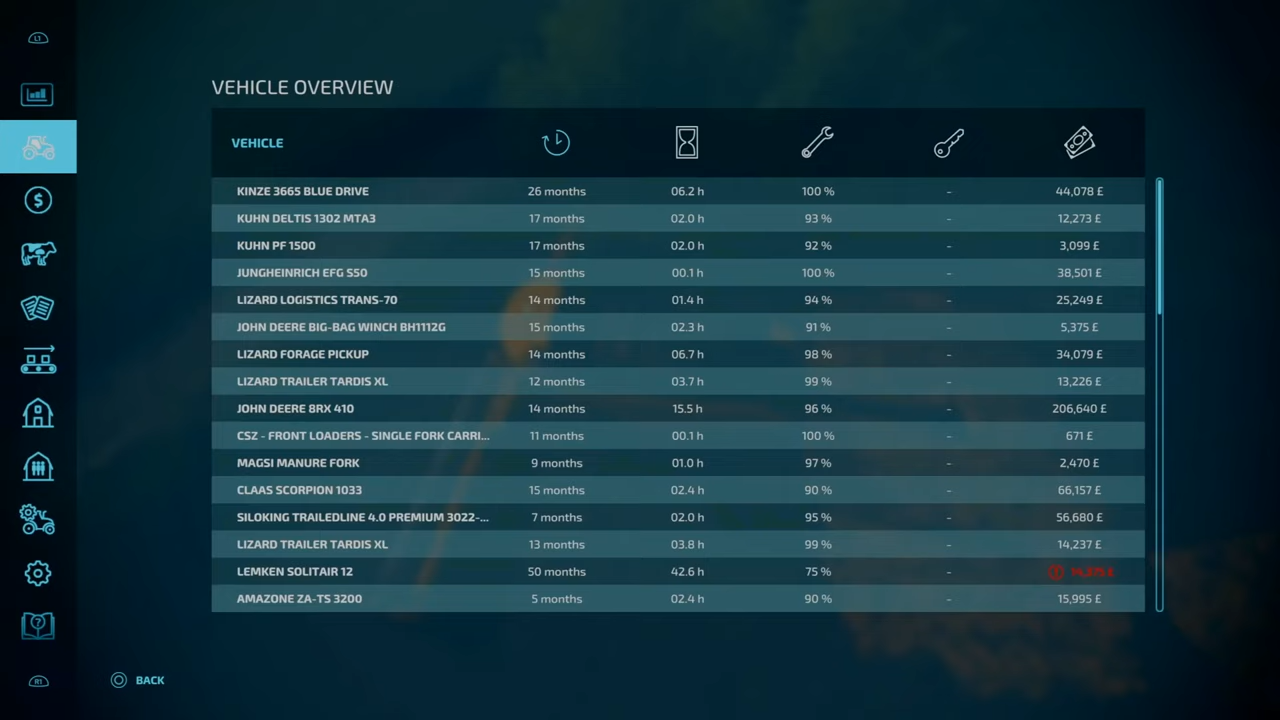 L1
VEHICLE OVERVIEW
VEHICLE
KINZE 3665 BLUE DRIVE 26 months 06.2 h 100 % - 44,078 £
KUHN DELTIS 1302 MTA3 17 months 02.0 h 93 % - 12,273 £
KUHN PF 1500 17 months 02.0 h 92 % - 3,099 £
JUNGHEINRICH EFG S50 15 months 00.1 h 100 % - 38,501 £
LIZARD LOGISTICS TRANS-70 14 months 01.4 h 94 % - 25,249 £
JOHN DEERE BIG-BAG WINCH BH1112G 15 months 02.3 h 91 % - 5,375 £
LIZARD FORAGE PICKUP 14 months 06.7 h 98 % - 34,079 £
LIZARD TRAILER TARDIS XL 12 months 03.7 h 99 % - 13,226 £
JOHN DEERE 8RX 410 14 months 15.5 h 96 % - 206,640 £
CSZ - FRONT LOADERS - SINGLE FORK CARRI... 11 months 00.1 h 100 % - 671 £
MAGSI MANURE FORK 9 months 01.0 h 97 % - 2,470 £
CLAAS SCORPION 1033 15 months 02.4 h 90 % - 66,157 £
SILOKING TRAILEDLINE 4.0 PREMIUM 3022-... 7 months 02.0 h 95 % - 56,680 £
LIZARD TRAILER TARDIS XL 13 months 03.8 h 99 % - 14,237 £
LEMKEN SOLITAIR 12 50 months 42.6 h 75 % - £
AMAZONE ZA-TS 3200 5 months 02.4 h 90 % - 15,995 £
R1
BACK